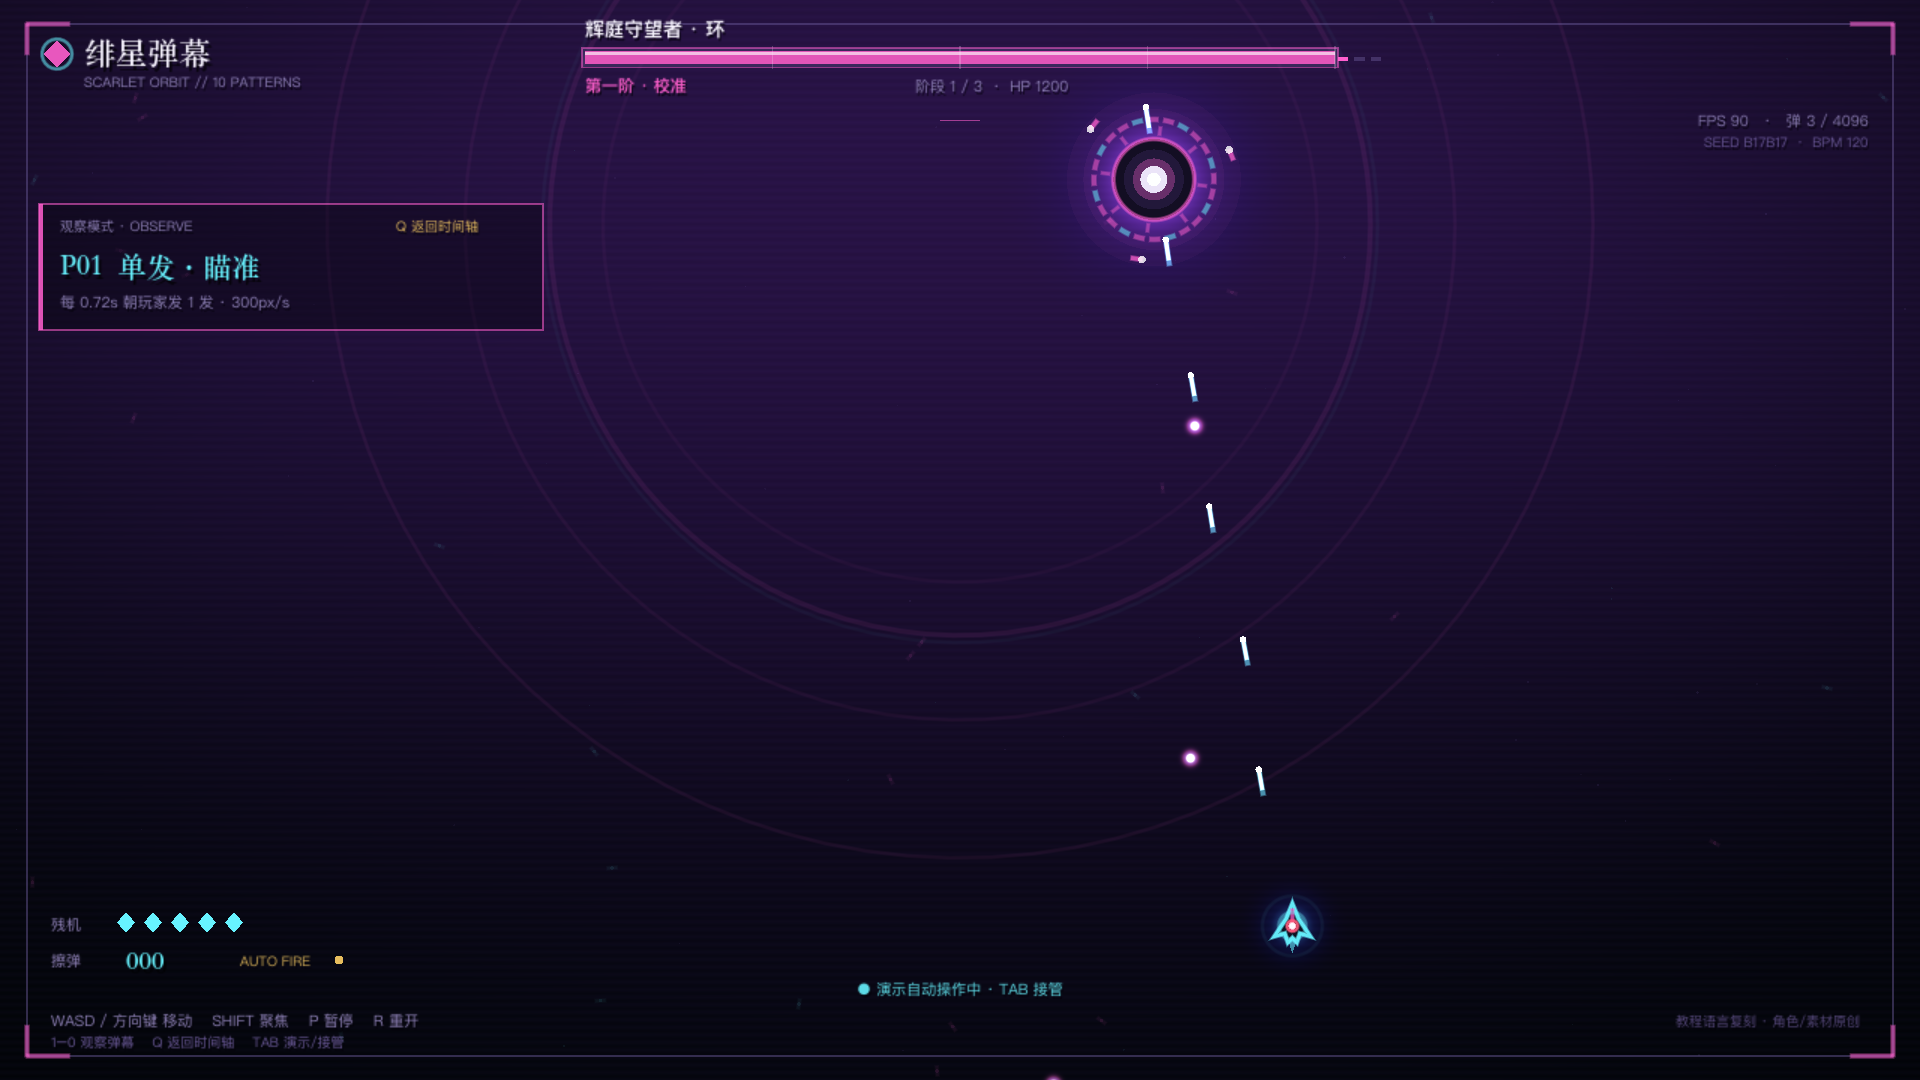 辉庭守望者 · 环
绯星弹幕
SCARLET ORBIT // 10 PATTERNS
第一阶 · 校准
阶段 1 / 3 · HP 1200
FPS 90 · 弹 3 / 4096
SEED B17B17 · BPM 120
观察模式 · OBSERVE Q 返回时间轴
P01 单发 · 瞄准
每 0.72s 朝玩家发 1 发 · 300px/s
残机
擦弹 000 AUTO FIRE
演示自动操作中 · TAB 接管
WASD / 方向键 移动 SHIFT 聚焦 P 暂停 R 重开
1—0 观察弹幕 Q 返回时间轴 TAB 演示/接管
教程语言复刻 · 角色/素材原创